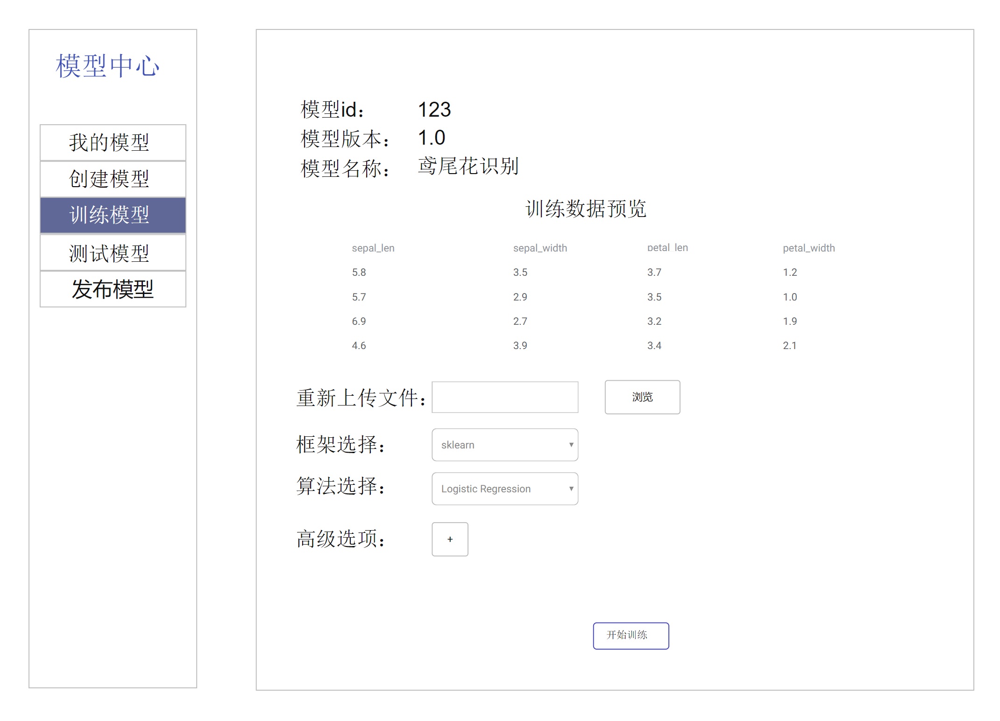 模型中心
我的模型
创建模型
训练模型
测试模型
发布模型
模型id： 123
模型版本： 1.0
模型名称： 鸢尾花识别
训练数据预览
sepal_len sepal_width petal_len petal_width
5.8 3.5 3.7 1.2
5.7 2.9 3.5 1.0
6.9 2.7 3.2 1.9
4.6 3.9 3.4 2.1
重新上传文件： 浏览
框架选择： sklearn
算法选择： Logistic Regression
高级选项： +
开始训练